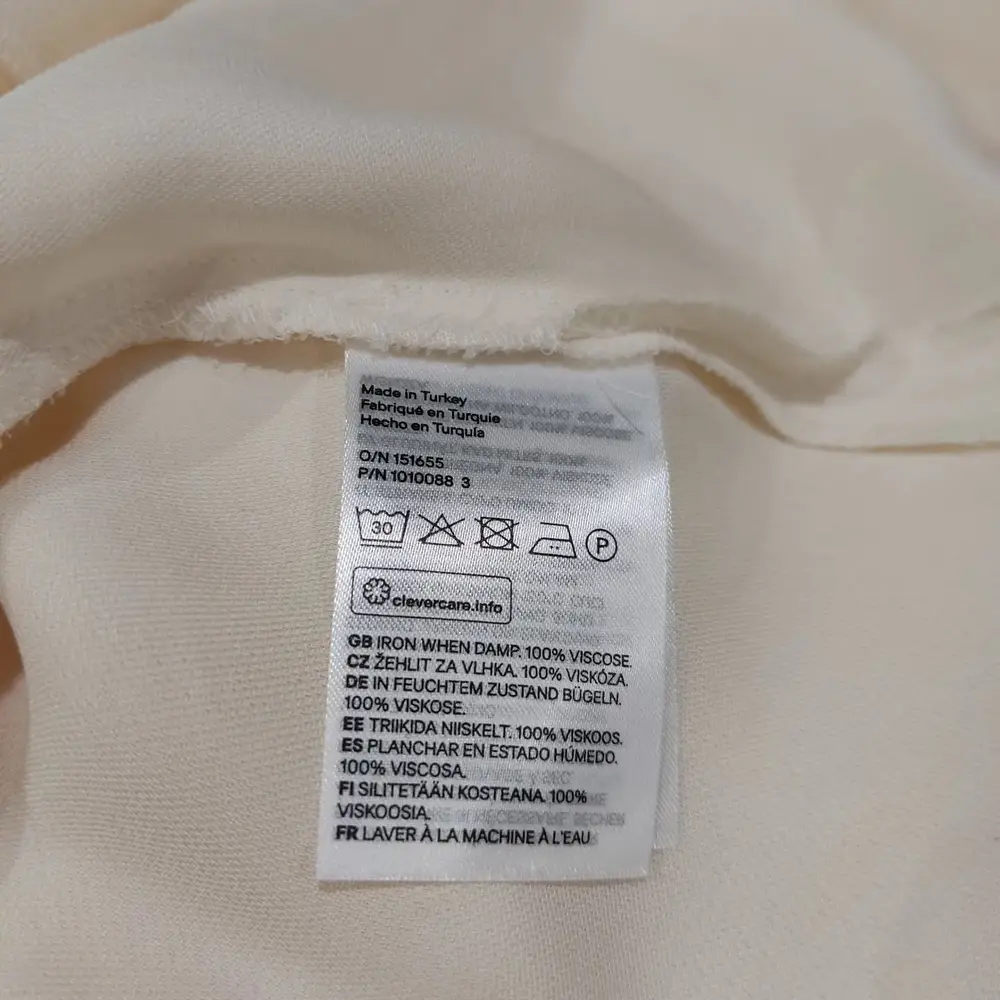 Made in Turkey
Fabriqué en Turquie
Hecho en Turquía
O/N 151655
P/N 1010088 3
30 P
clevercare.info
GB IRON WHEN DAMP. 100% VISCOSE.
CZ ŽEHLIT ZA VLHKA. 100% VISKÓZA.
DE IN FEUCHTEM ZUSTAND BÜGELN.
100% VISKOSE.
EE TRIIKIDA NIISKELT. 100% VISKOOS.
ES PLANCHAR EN ESTADO HÚMEDO.
100% VISCOSA.
FI SILITETÄÄN KOSTEANA. 100%
VISKOOSIA.
FR LAVER À LA MACHINE À L'EAU